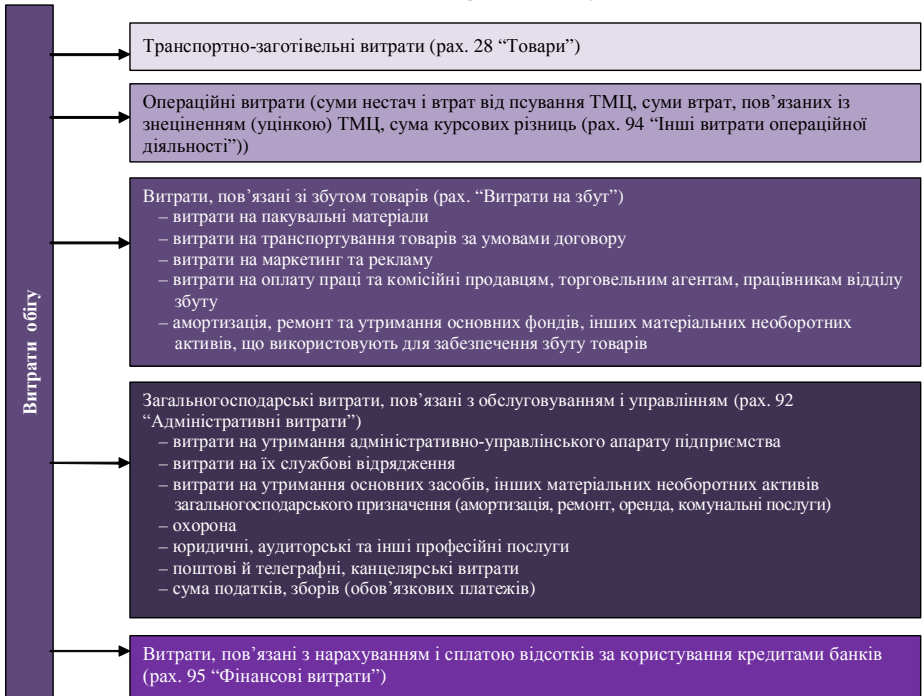 Витрати обігу
Транспортно-заготівельні витрати (рах. 28 “Товари”)
Операційні витрати (суми нестач і втрат від псування ТМЦ, суми втрат, пов’язаних із
знеціненням (уцінкою) ТМЦ, сума курсових різниць (рах. 94 “Інші витрати операційної
діяльності”))
Витрати, пов’язані зі збутом товарів (рах. “Витрати на збут”)
– витрати на пакувальні матеріали
– витрати на транспортування товарів за умовами договору
– витрати на маркетинг та рекламу
– витрати на оплату праці та комісійні продавцям, торговельним агентам, працівникам відділу
збуту
– амортизація, ремонт та утримання основних фондів, інших матеріальних необоротних
активів, що використовують для забезпечення збуту товарів
Загальногосподарські витрати, пов’язані з обслуговуванням і управлінням (рах. 92
“Адміністративні витрати”)
– витрати на утримання адміністративно-управлінського апарату підприємства
– витрати на їх службові відрядження
– витрати на утримання основних засобів, інших матеріальних необоротних активів
загальногосподарського призначення (амортизація, ремонт, оренда, комунальні послуги)
– охорона
– юридичні, аудиторські та інші професійні послуги
– поштові й телеграфні, канцелярські витрати
– сума податків, зборів (обов’язкових платежів)
Витрати, пов’язані з нарахуванням і сплатою відсотків за користування кредитами банків
(рах. 95 “Фінансові витрати”)